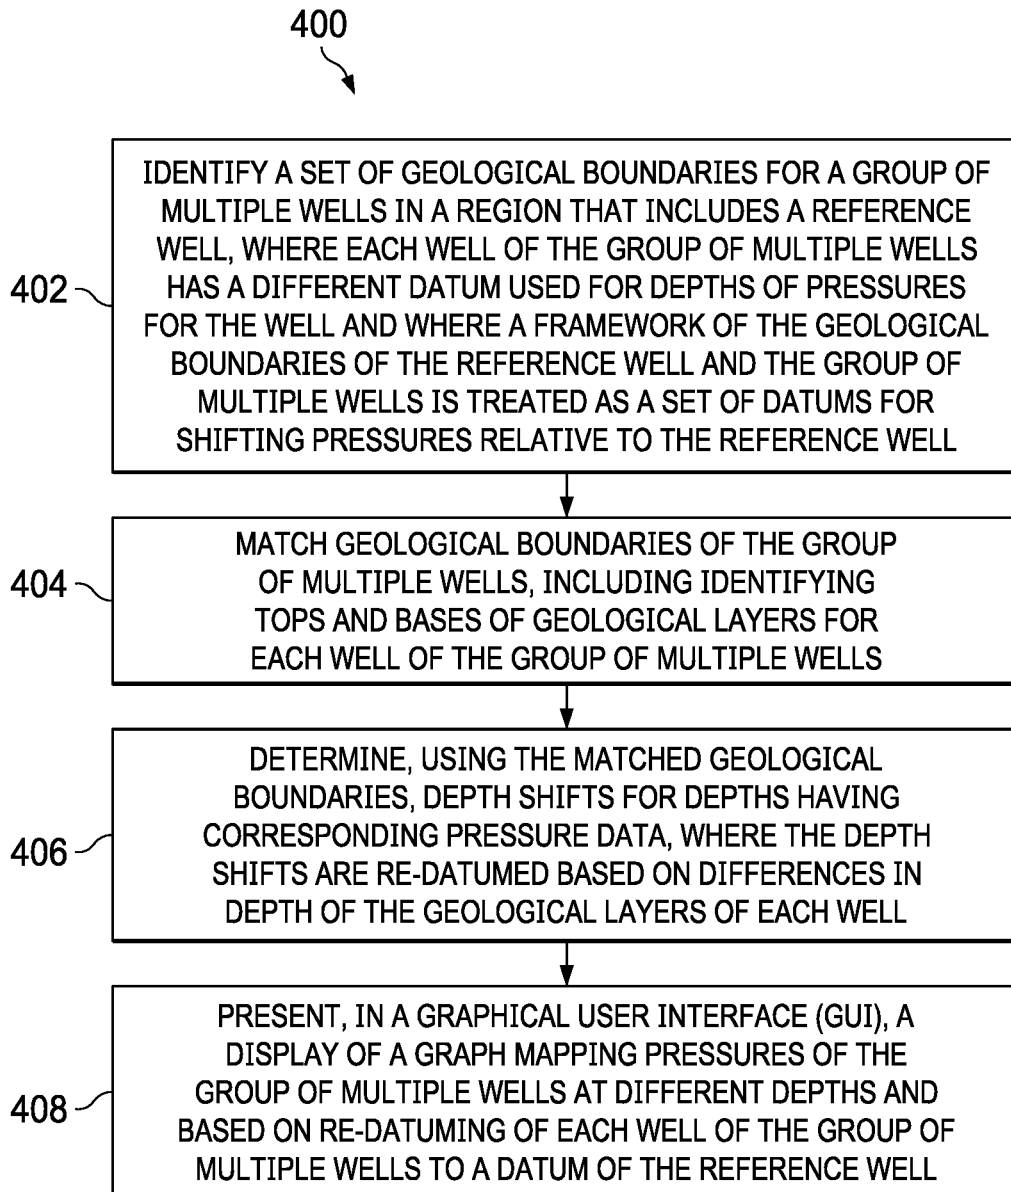 400
402
IDENTIFY A SET OF GEOLOGICAL BOUNDARIES FOR A GROUP OF
MULTIPLE WELLS IN A REGION THAT INCLUDES A REFERENCE
WELL, WHERE EACH WELL OF THE GROUP OF MULTIPLE WELLS
HAS A DIFFERENT DATUM USED FOR DEPTHS OF PRESSURES
FOR THE WELL AND WHERE A FRAMEWORK OF THE GEOLOGICAL
BOUNDARIES OF THE REFERENCE WELL AND THE GROUP OF
MULTIPLE WELLS IS TREATED AS A SET OF DATUMS FOR
SHIFTING PRESSURES RELATIVE TO THE REFERENCE WELL
404
MATCH GEOLOGICAL BOUNDARIES OF THE GROUP
OF MULTIPLE WELLS, INCLUDING IDENTIFYING
TOPS AND BASES OF GEOLOGICAL LAYERS FOR
EACH WELL OF THE GROUP OF MULTIPLE WELLS
406
DETERMINE, USING THE MATCHED GEOLOGICAL
BOUNDARIES, DEPTH SHIFTS FOR DEPTHS HAVING
CORRESPONDING PRESSURE DATA, WHERE THE DEPTH
SHIFTS ARE RE-DATUMED BASED ON DIFFERENCES IN
DEPTH OF THE GEOLOGICAL LAYERS OF EACH WELL
408
PRESENT, IN A GRAPHICAL USER INTERFACE (GUI), A
DISPLAY OF A GRAPH MAPPING PRESSURES OF THE
GROUP OF MULTIPLE WELLS AT DIFFERENT DEPTHS AND
BASED ON RE-DATUMING OF EACH WELL OF THE GROUP OF
MULTIPLE WELLS TO A DATUM OF THE REFERENCE WELL